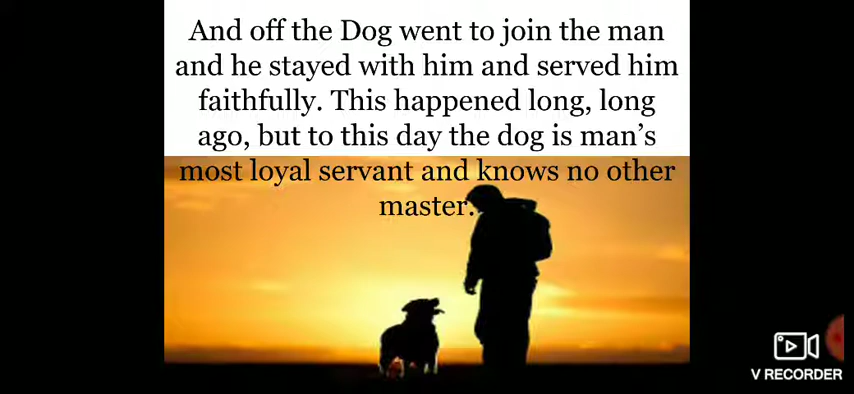 And off the Dog went to join the man
and he stayed with him and served him
faithfully. This happened long, long
ago, but to this day the dog is man's
most loyal servant and knows no other
master.
V RECORDER